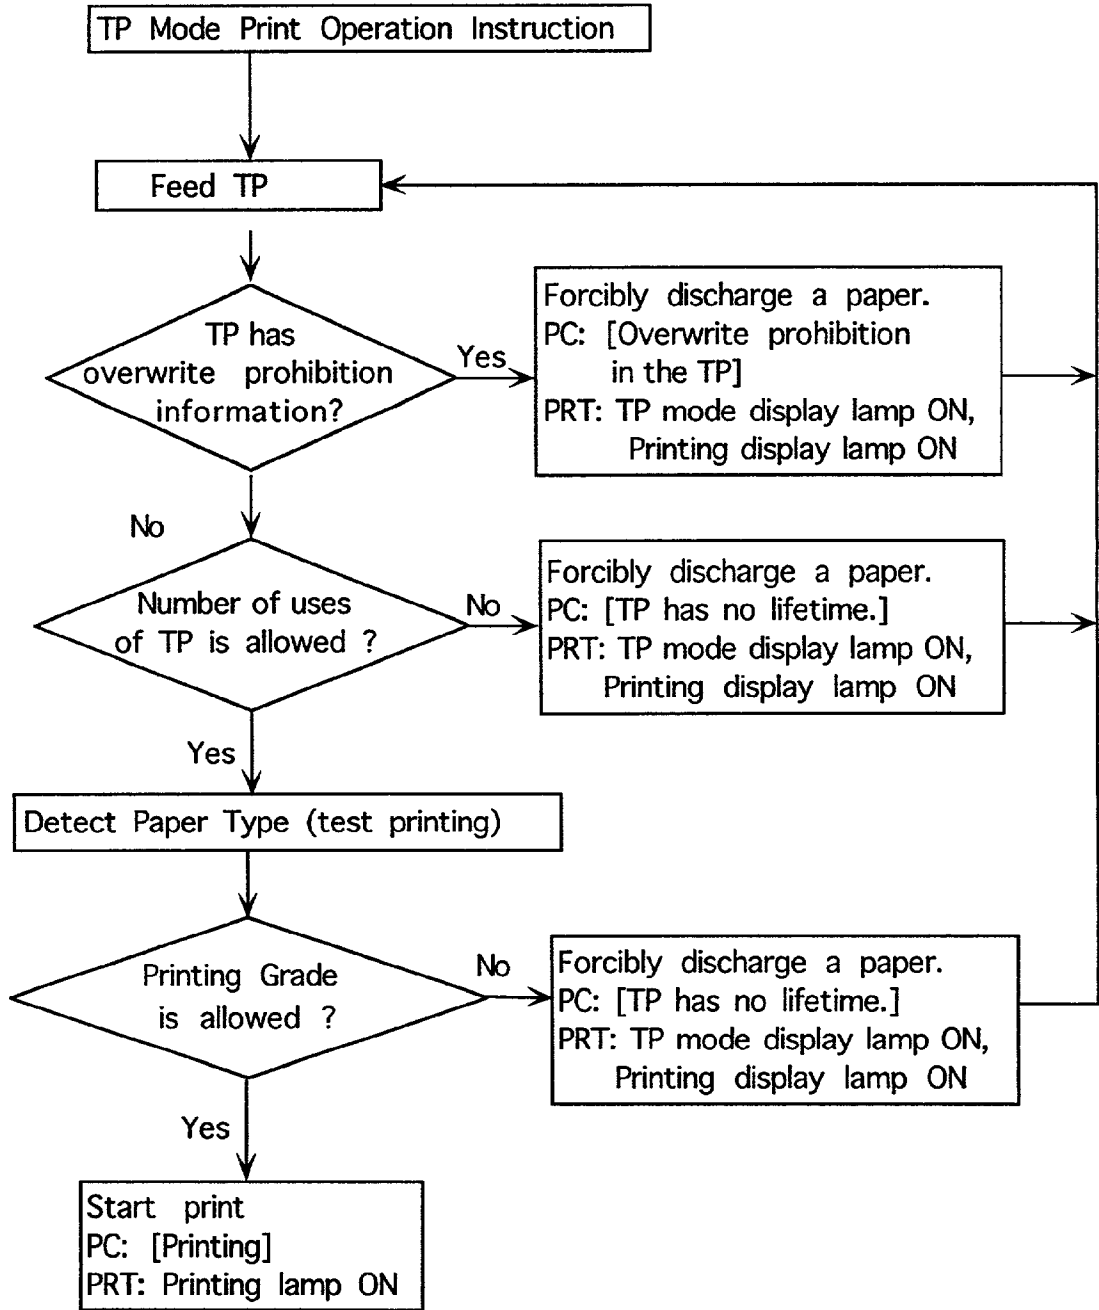 TP Mode Print Operation Instruction
Feed TP
TP has
overwrite prohibition
information?
Yes
Forcibly discharge a paper.
PC: [Overwrite prohibition
in the TP]
PRT: TP mode display lamp ON,
Printing display lamp ON
No
Number of uses
of TP is allowed ?
No
Forcibly discharge a paper.
PC: [TP has no lifetime.]
PRT: TP mode display lamp ON,
Printing display lamp ON
Yes
Detect Paper Type (test printing)
Printing Grade
is allowed ?
No
Forcibly discharge a paper.
PC: [TP has no lifetime.]
PRT: TP mode display lamp ON,
Printing display lamp ON
Yes
Start print
PC: [Printing]
PRT: Printing lamp ON